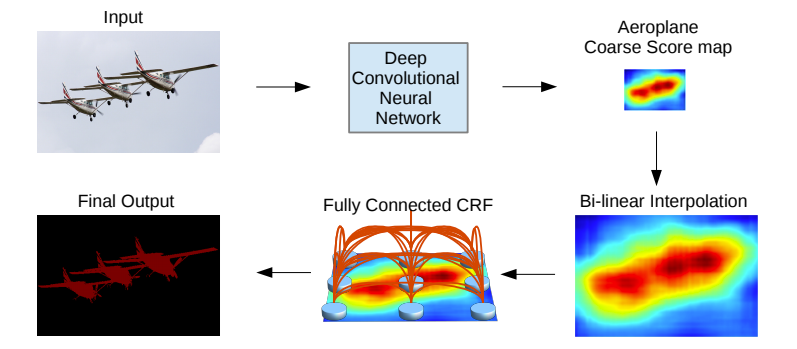 Input
Deep
Convolutional
Neural
Network
Aeroplane
Coarse Score map
Final Output
Fully Connected CRF
Bi-linear Interpolation